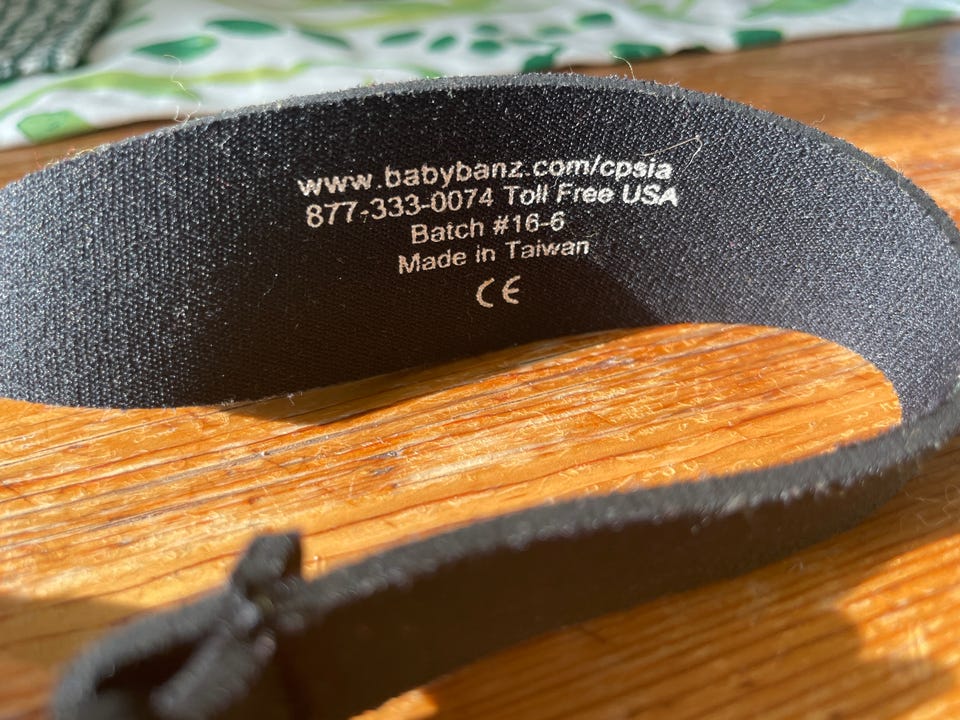 www.babybanz.com/cpsia
877-333-0074 Toll Free USA
Batch #16-6
Made in Taiwan
CE